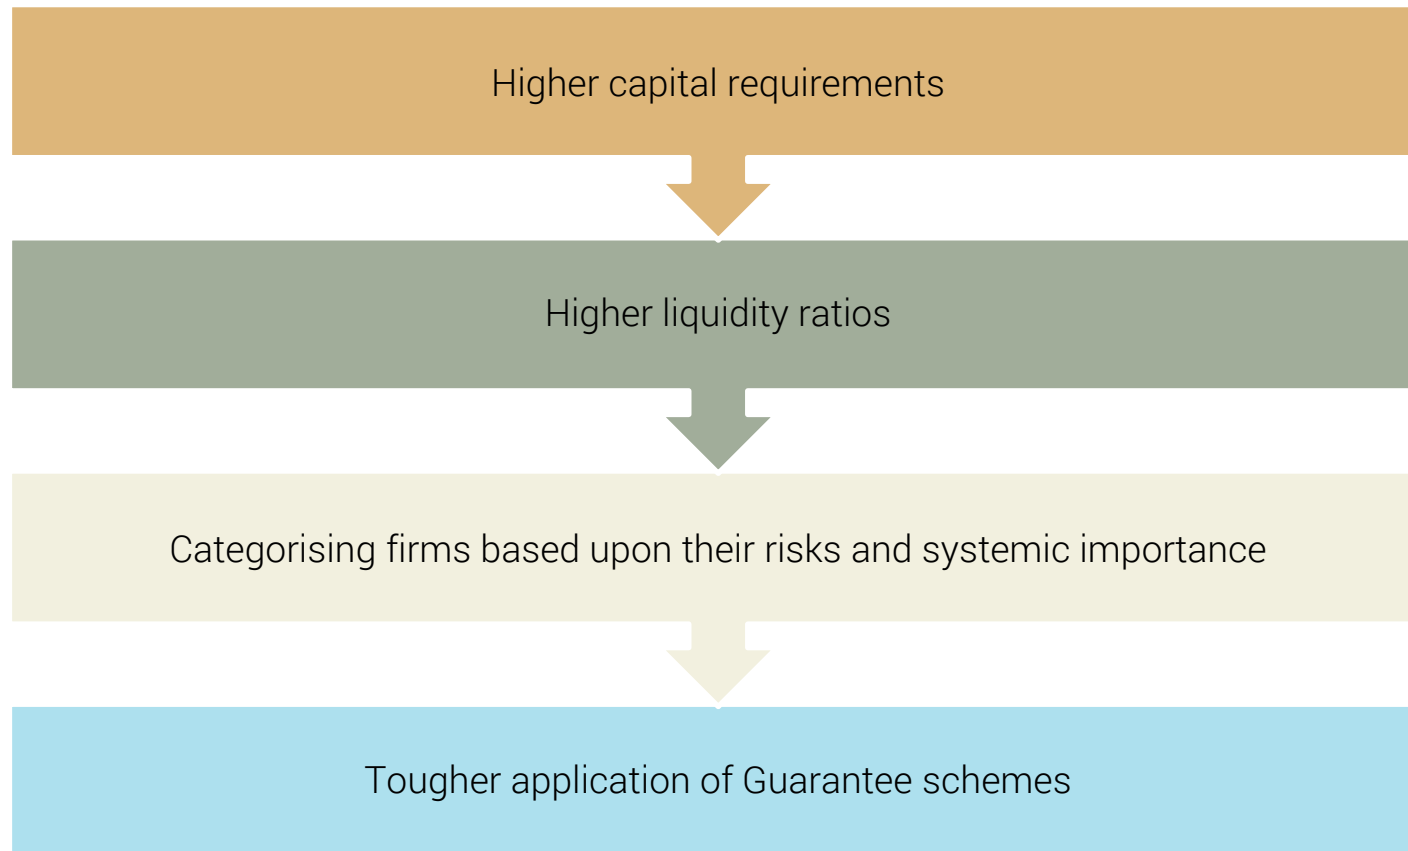 Higher capital requirements
Higher liquidity ratios
Categorising firms based upon their risks and systemic importance
Tougher application of Guarantee schemes